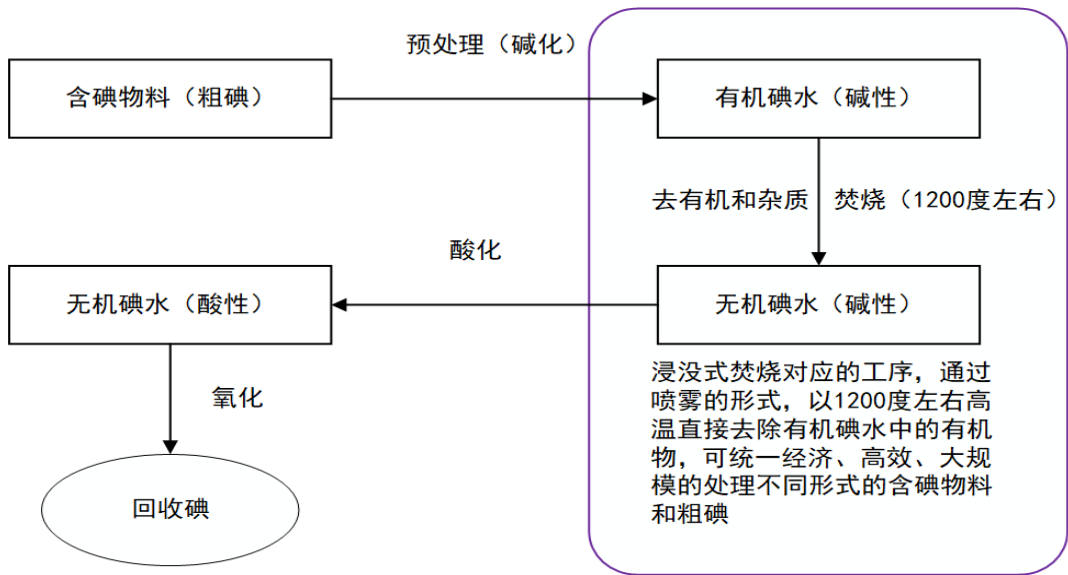 预处理（碱化）
含碘物料（粗碘）
有机碘水（碱性）
去有机和杂质
焚烧（1200度左右）
酸化
无机碘水（酸性）
无机碘水（碱性）
氧化
回收碘
浸没式焚烧对应的工序，通过
喷雾的形式，以1200度左右高
温直接去除有机碘水中的有机
物，可统一经济、高效、大规
模的处理不同形式的含碘物料
和粗碘